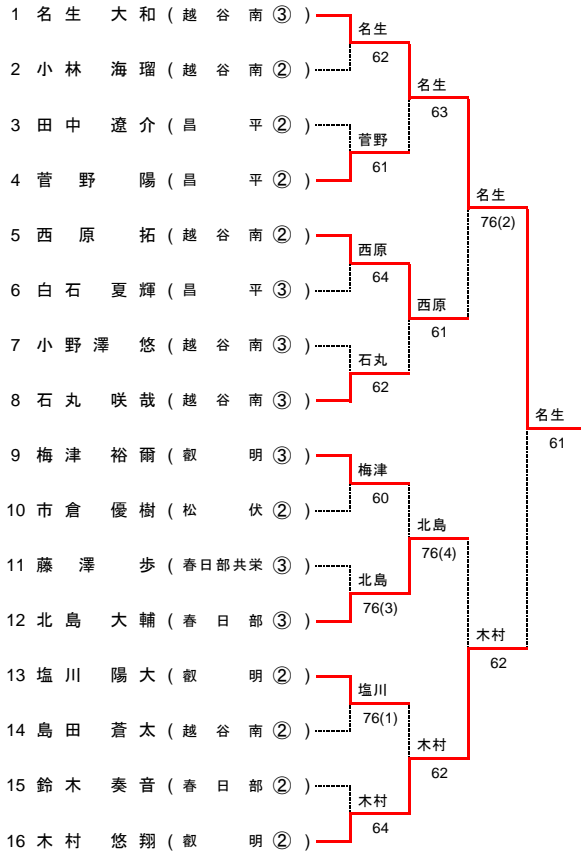 1 名生 大和 ( 越谷南 ③ )
名生
62
2 小林 海瑠 ( 越谷南 ② )
名生
63
3 田中 遼介 ( 昌平 ② )
菅野
61
4 菅野 陽 ( 昌平 ② )
名生
76(2)
5 西原 拓 ( 越谷南 ② )
西原
64
6 白石 夏輝 ( 昌平 ③ )
西原
61
7 小野澤 悠 ( 越谷南 ③ )
石丸
62
8 石丸 咲哉 ( 越谷南 ③ )
名生
61
9 梅津 裕爾 ( 叡明 ③ )
梅津
60
10 市倉 優樹 ( 松伏 ② )
北島
76(4)
11 藤澤 歩 ( 春日部共栄 ③ )
北島
76(3)
12 北島 大輔 ( 春日部 ③ )
木村
62
13 塩川 陽大 ( 叡明 ② )
塩川
76(1)
14 島田 蒼太 ( 越谷南 ② )
木村
62
15 鈴木 奏音 ( 春日部 ② )
木村
64
16 木村 悠翔 ( 叡明 ② )